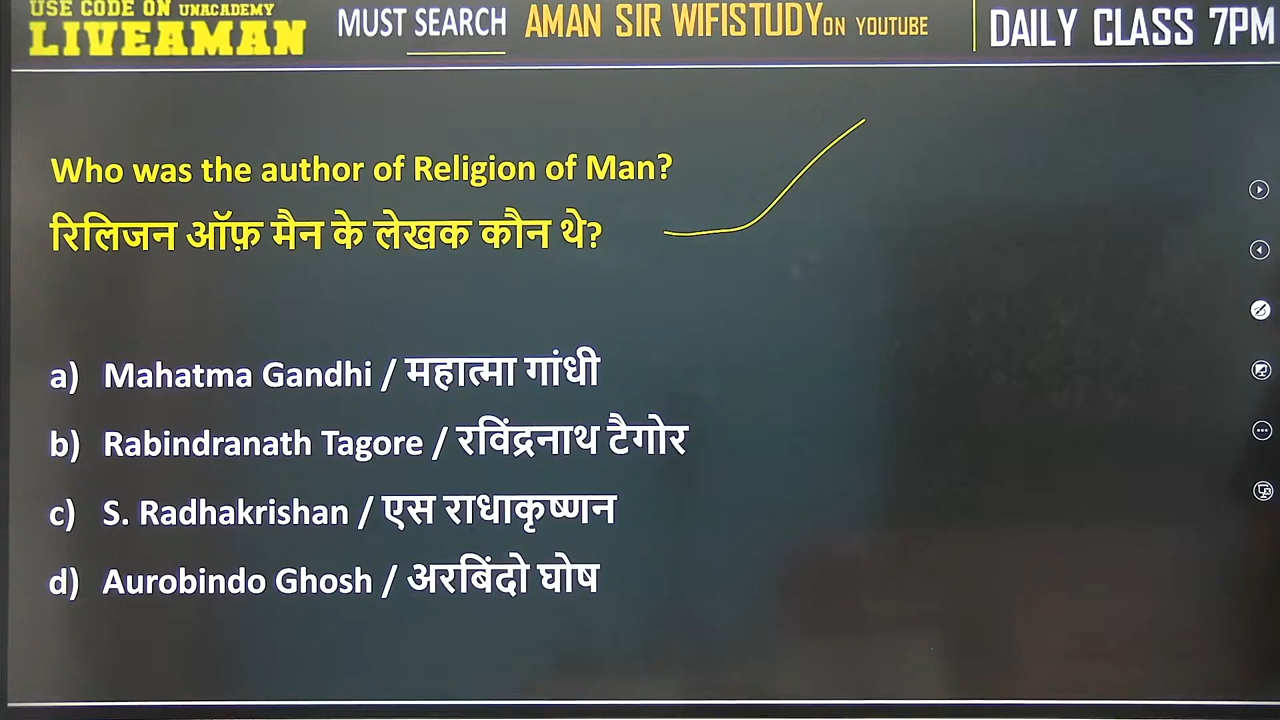 USE CODE ON UNACADEMY
LIVEAMAN
MUST SEARCH AMAN SIR WIFISTUDY ON YOUTUBE
DAILY CLASS 7PM
Who was the author of Religion of Man?
रिलिजन ऑफ़ मैन के लेखक कौन थे?
a) Mahatma Gandhi / महात्मा गांधी
b) Rabindranath Tagore / रविंद्रनाथ टैगोर
c) S. Radhakrishan / एस राधाकृष्णन
d) Aurobindo Ghosh / अरबिंदो घोष